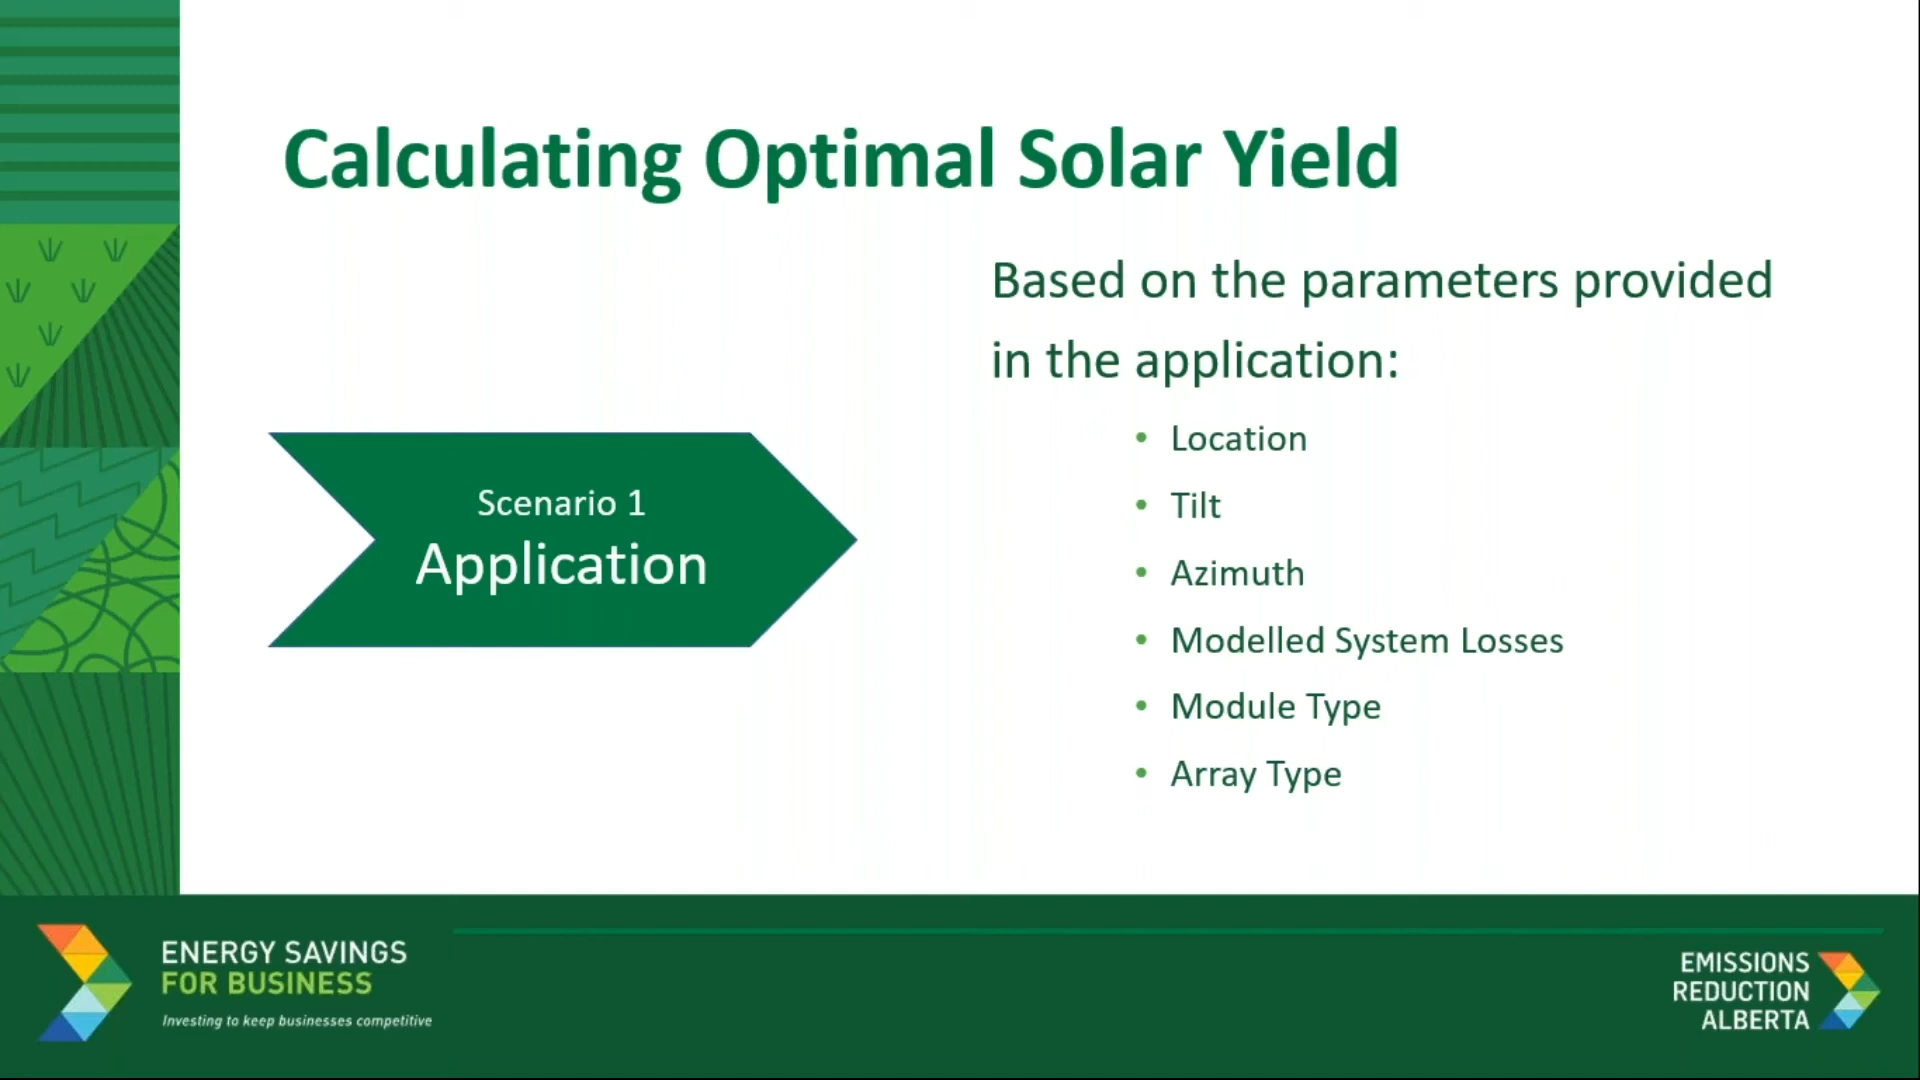 Calculating Optimal Solar Yield
Based on the parameters provided
in the application:
Scenario 1
Application
• Location
• Tilt
• Azimuth
• Modelled System Losses
• Module Type
• Array Type
ENERGY SAVINGS
FOR BUSINESS
Investing to keep businesses competitive
EMISSIONS
REDUCTION
ALBERTA